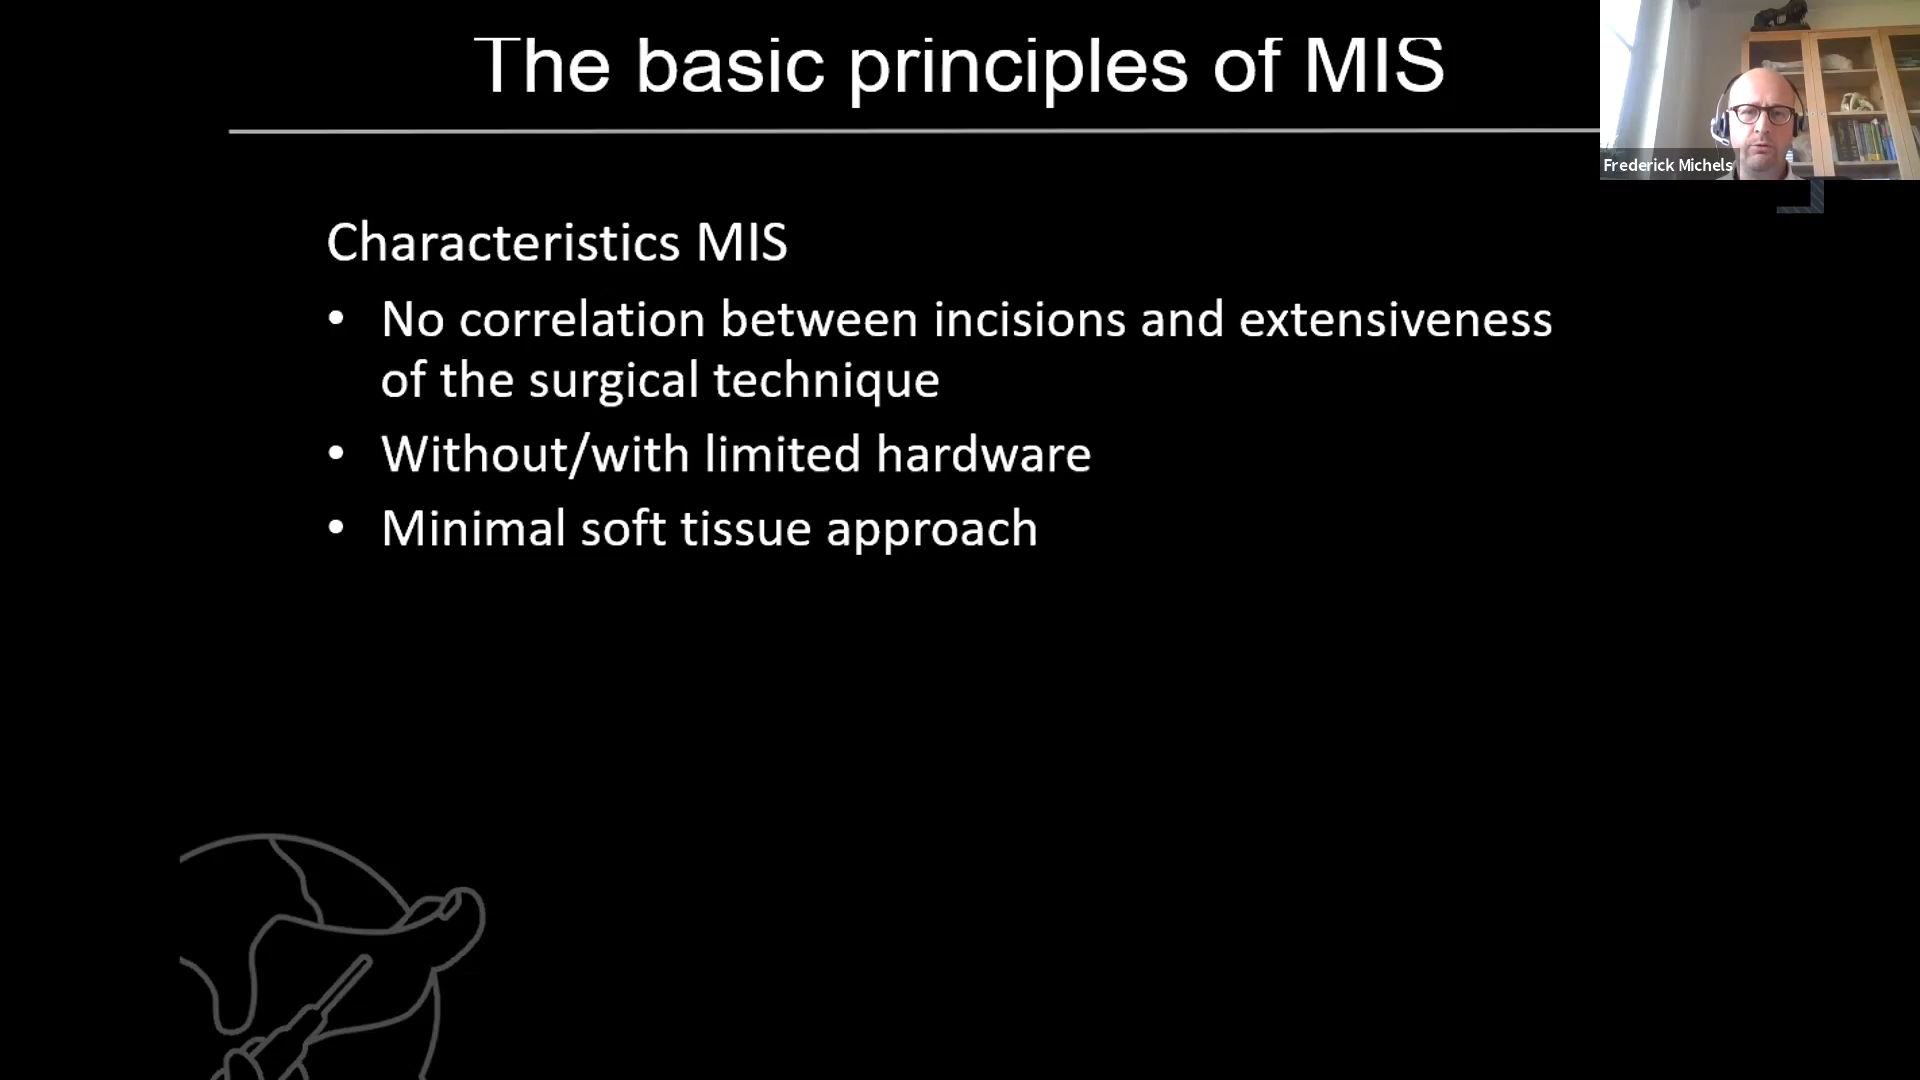 The basic principles of MIS
Frederick Michels
Characteristics MIS
• No correlation between incisions and extensiveness
of the surgical technique
• Without/with limited hardware
• Minimal soft tissue approach